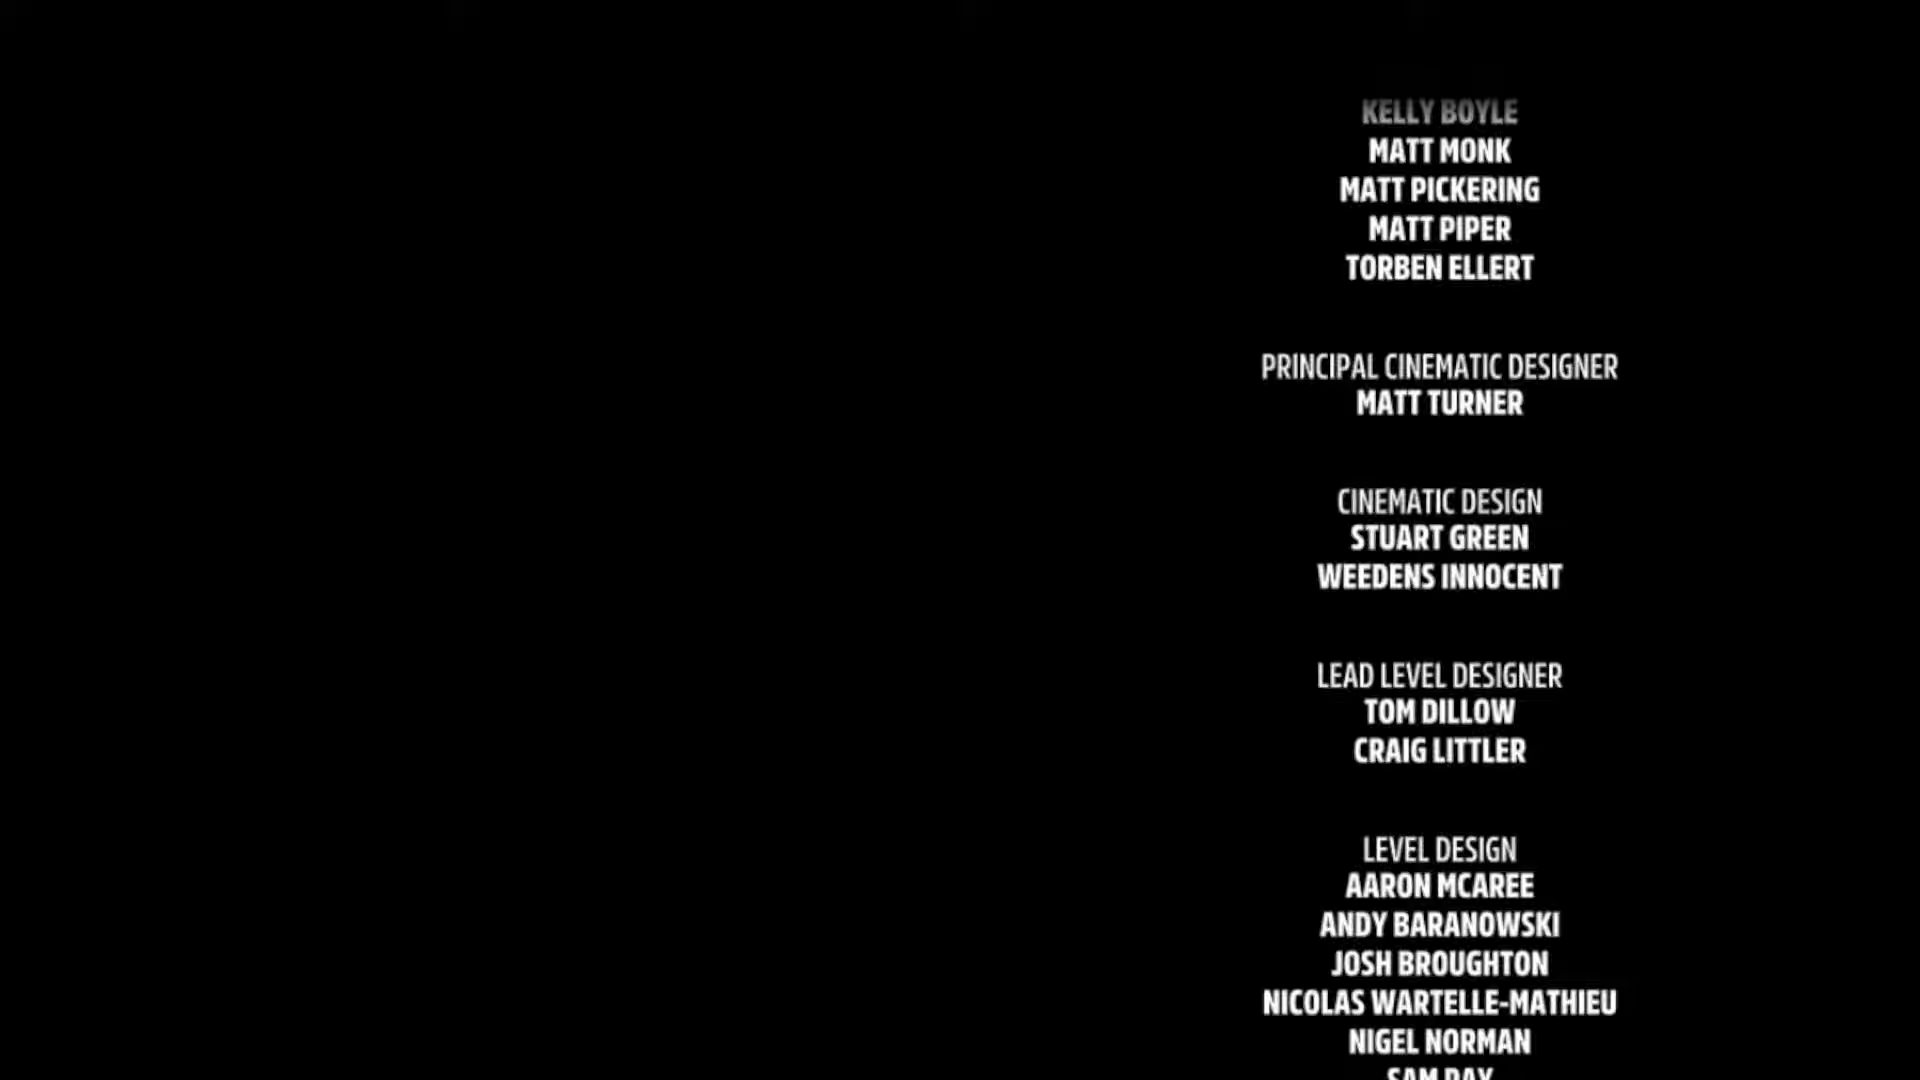 KELLY BOYLE
MATT MONK
MATT PICKERING
MATT PIPER
TORBEN ELLERT
PRINCIPAL CINEMATIC DESIGNER
MATT TURNER
CINEMATIC DESIGN
STUART GREEN
WEEDENS INNOCENT
LEAD LEVEL DESIGNER
TOM DILLOW
CRAIG LITTLER
LEVEL DESIGN
AARON MCAREE
ANDY BARANOWSKI
JOSH BROUGHTON
NICOLAS WARTELLE-MATHIEU
NIGEL NORMAN
SAM